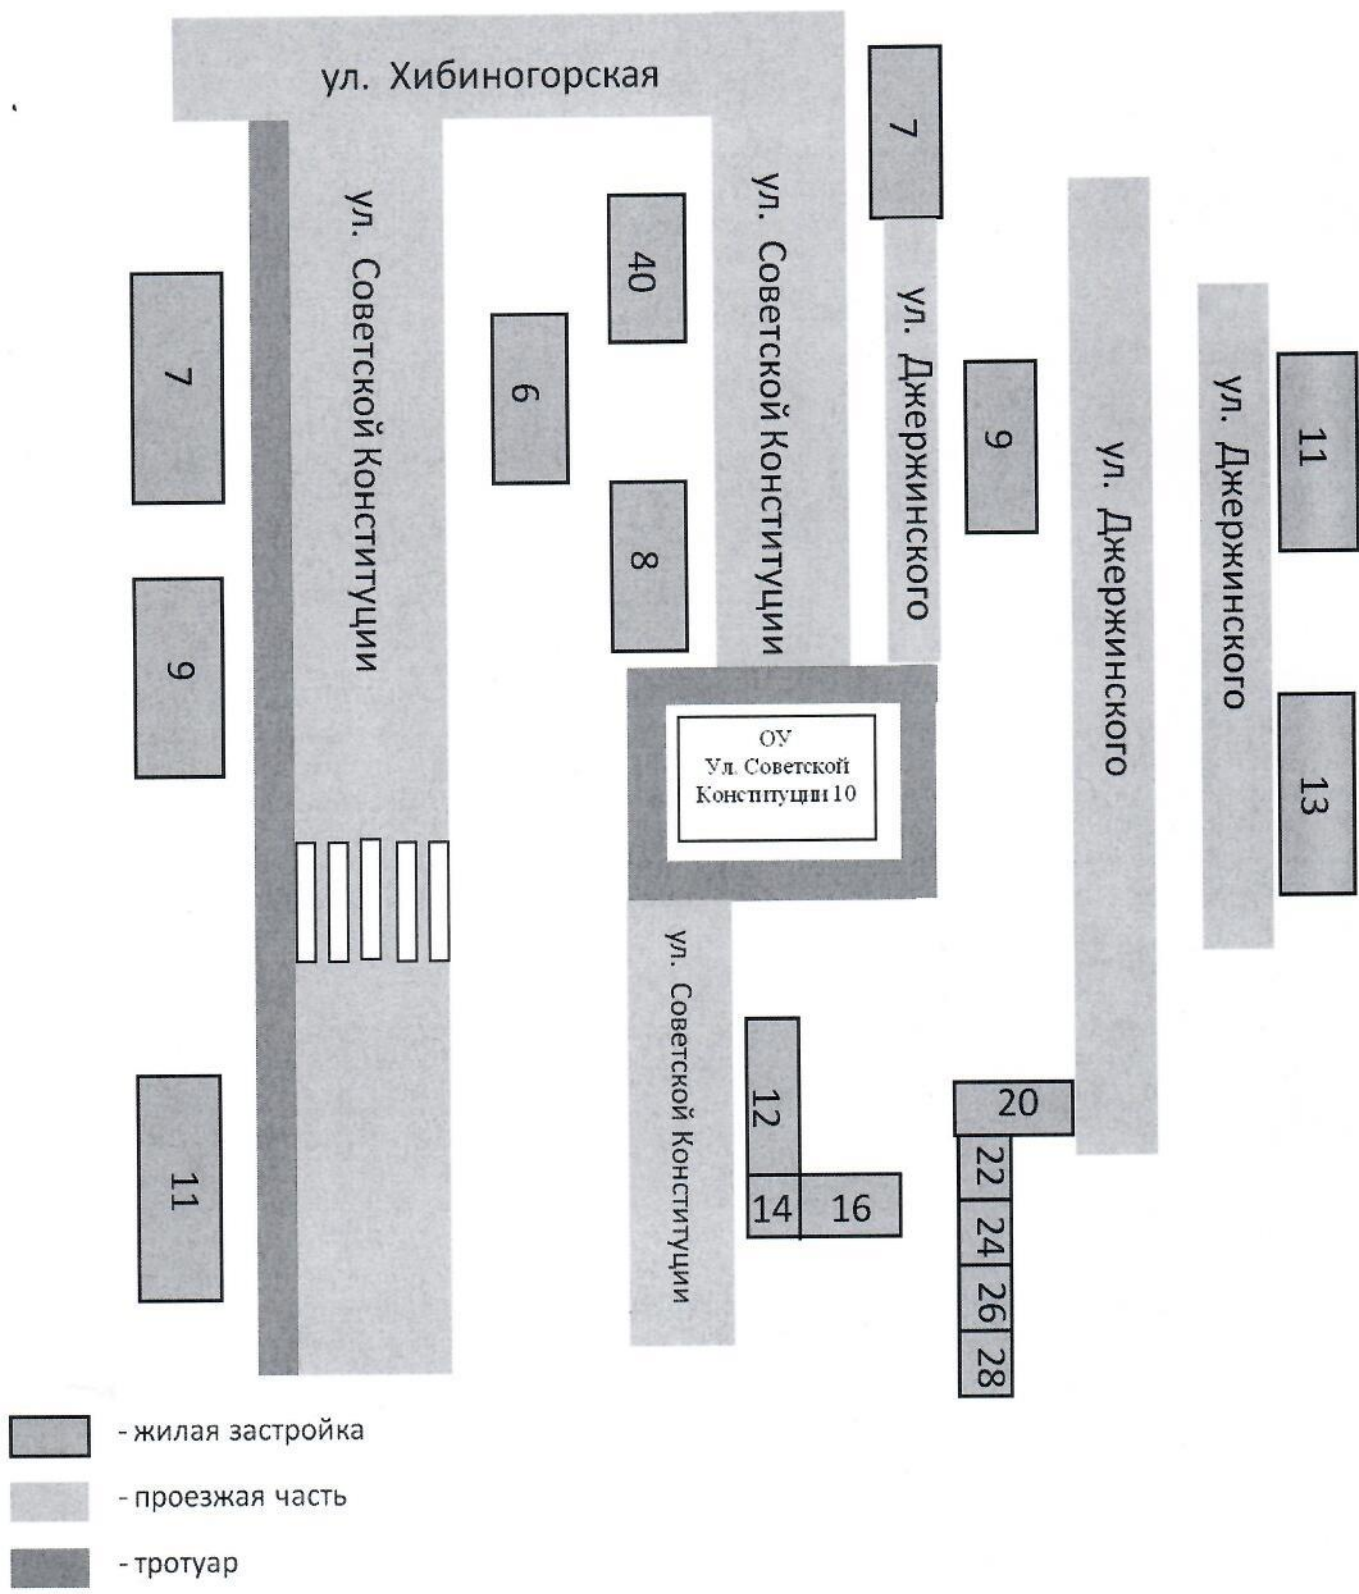 ул. Хибиногорская
7
ул. Советской Конституции
ул. Советской Конституции
40
7
6
ул. Джержинского
9
ул. Джержинского
ул. Джержинского
11
8
9
ОУ
Ул. Советской
Конституции 10
13
ул. Советской Конституции
12
20
11
14
16
22
24
26
28
- жилая застройка
- проезжая часть
- тротуар